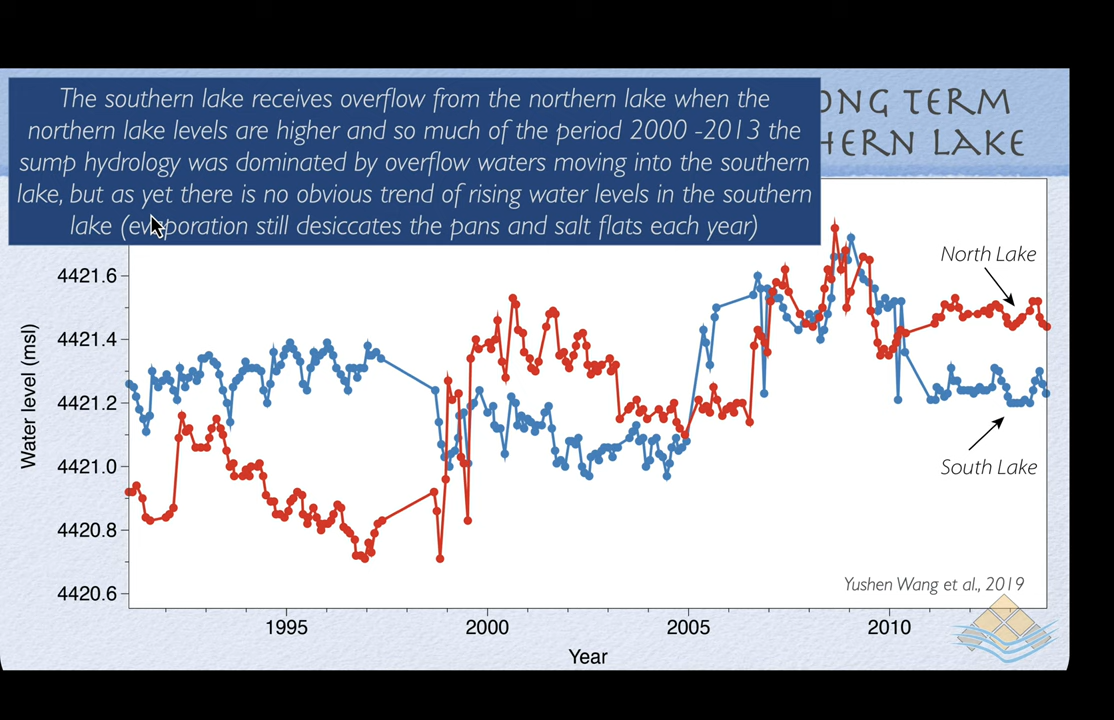 The southern lake receives overflow from the northern lake when the
northern lake levels are higher and so much of the period 2000 -2013 the
sump hydrology was dominated by overflow waters moving into the southern
lake, but as yet there is no obvious trend of rising water levels in the southern
lake (evaporation still desiccates the pans and salt flats each year)
ONG TERM
HERN LAKE
4421.6
4421.4
4421.2
4421.0
4420.8
4420.6
Water level (msl)
North Lake
South Lake
Yushen Wang et al., 2019
1995
2000
2005
2010
Year